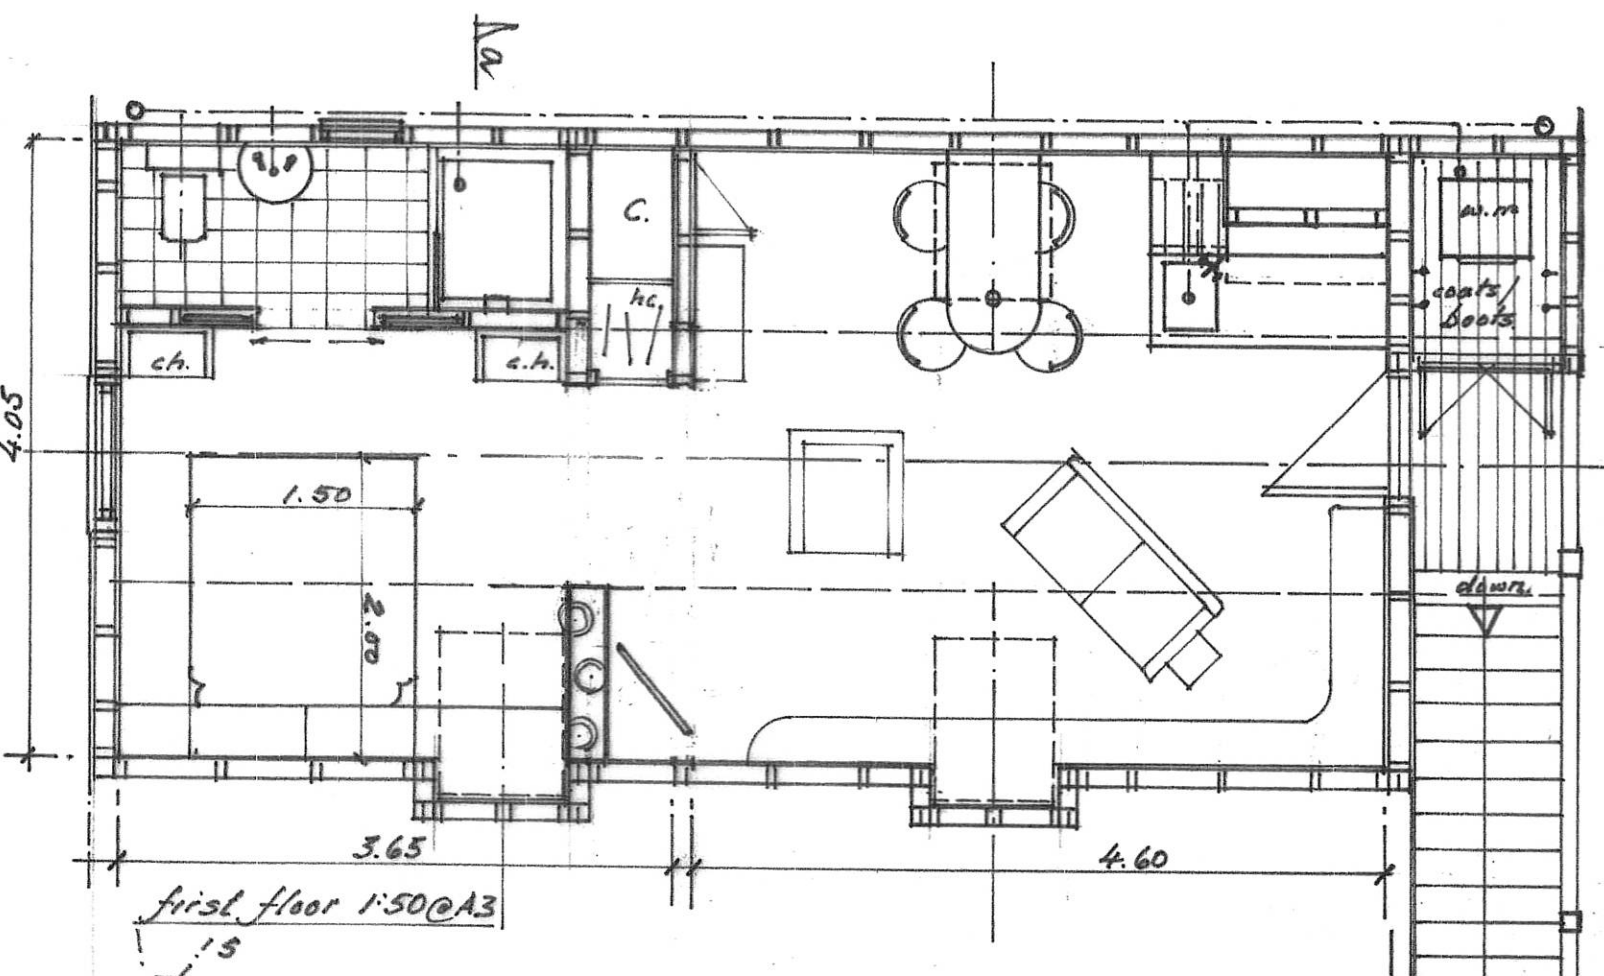 a
C.
hc.
w.m
coats/
boots.
ch.
c.h.
4.05
1.50
2.00
down.
3.65
4.60
first floor 1:50@A3
15